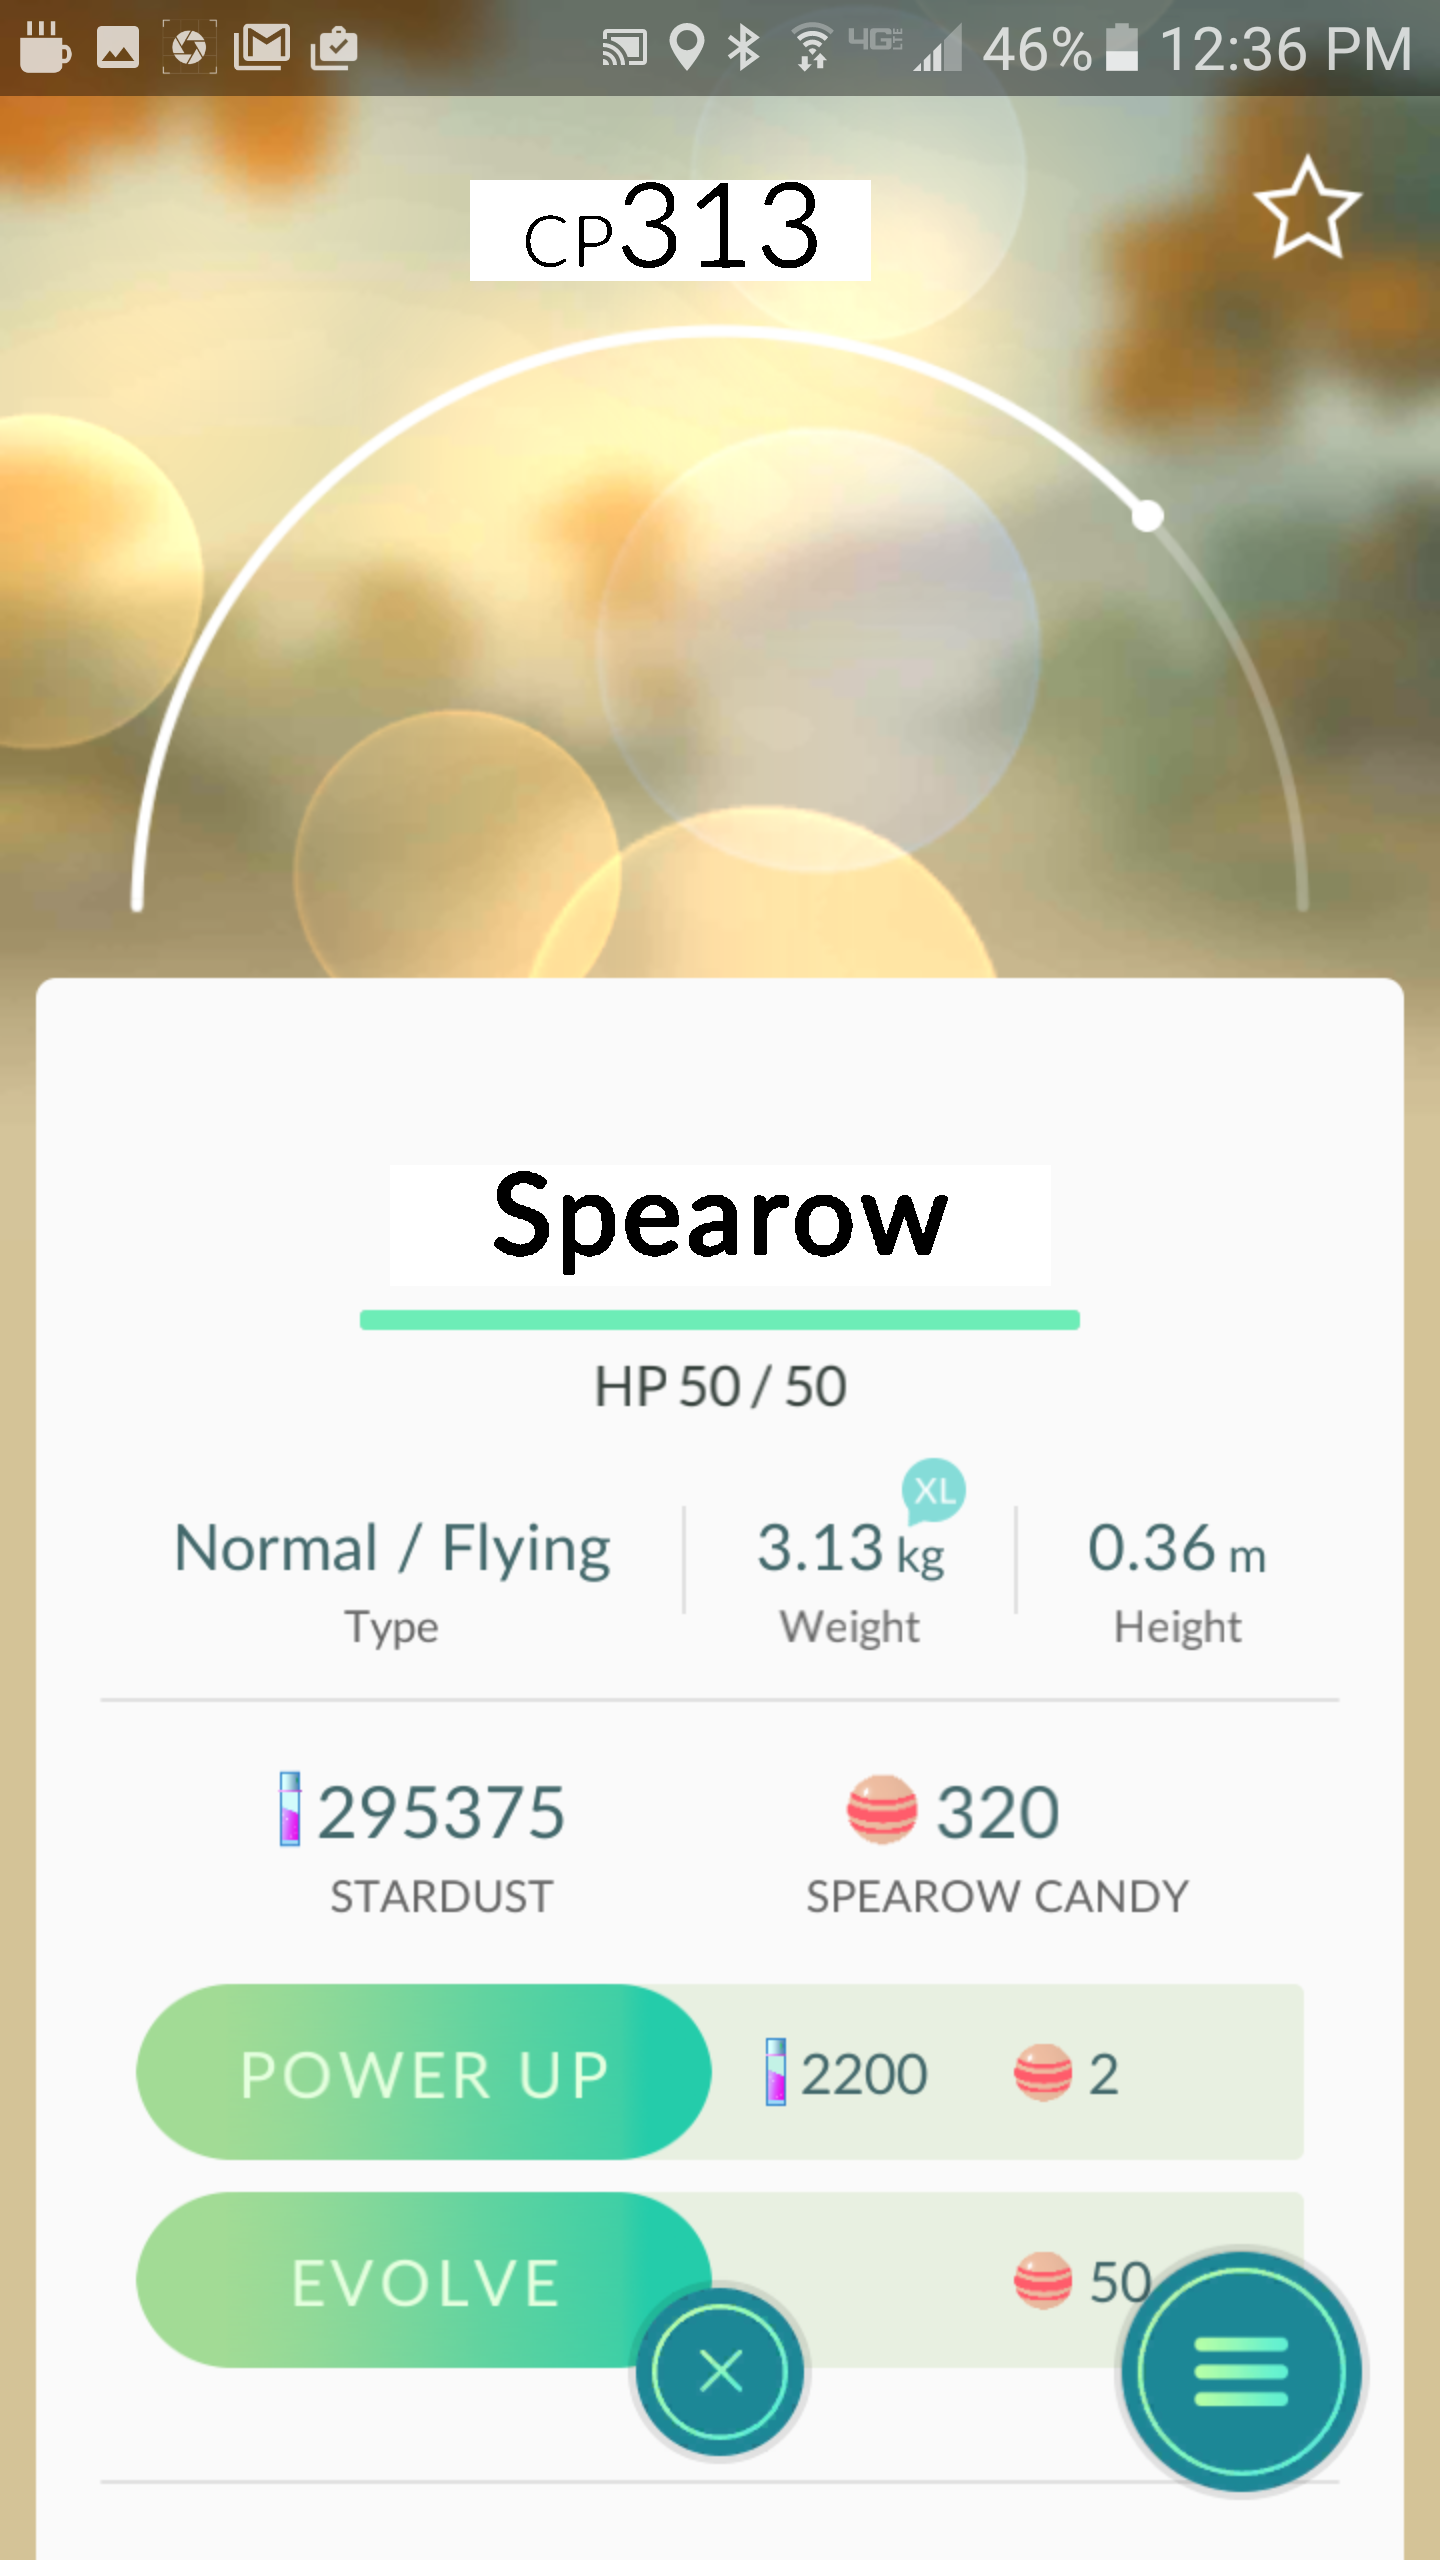 4G LTE 46% 12:36 PM
CP313
Spearow
HP 50 / 50
XL
Normal / Flying 3.13 kg 0.36 m
Type Weight Height
295375 320
STARDUST SPEAROW CANDY
POWER UP 2200 2
EVOLVE 50